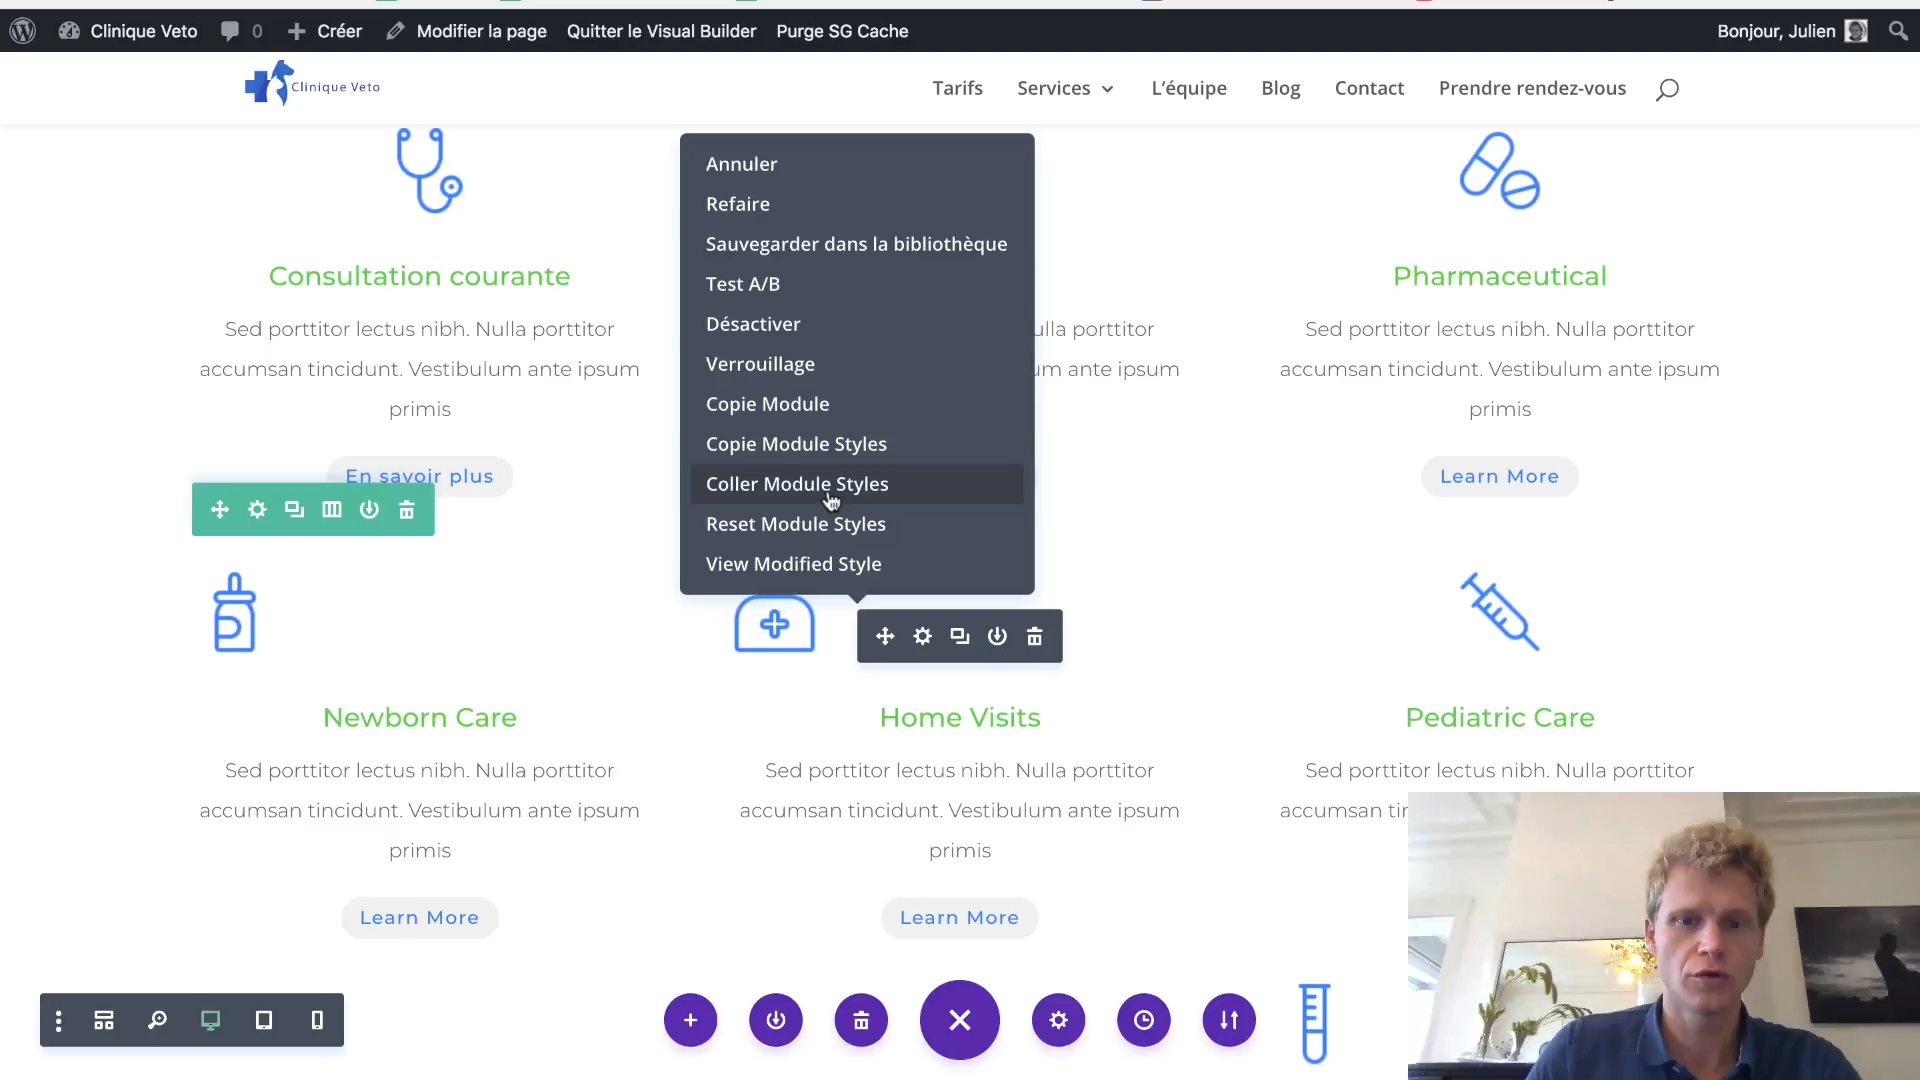 Clinique Veto
0
Créer
Modifier la page
Quitter le Visual Builder
Purge SG Cache
Bonjour, Julien
Clinique Veto
Tarifs
Services
L’équipe
Blog
Contact
Prendre rendez-vous
Annuler
Refaire
Sauvegarder dans la bibliothèque
Test A/B
Désactiver
Verrouillage
Copie Module
Copie Module Styles
Coller Module Styles
Reset Module Styles
View Modified Style
Consultation courante
Sed porttitor lectus nibh. Nulla porttitor
accumsan tincidunt. Vestibulum ante ipsum
primis
En savoir plus
porttitor
ante ipsum
Pharmaceutical
Sed porttitor lectus nibh. Nulla porttitor
accumsan tincidunt. Vestibulum ante ipsum
primis
Learn More
Newborn Care
Sed porttitor lectus nibh. Nulla porttitor
accumsan tincidunt. Vestibulum ante ipsum
primis
Learn More
Home Visits
Sed porttitor lectus nibh. Nulla porttitor
accumsan tincidunt. Vestibulum ante ipsum
primis
Learn More
Pediatric Care
Sed porttitor lectus nibh. Nulla porttitor
accumsan